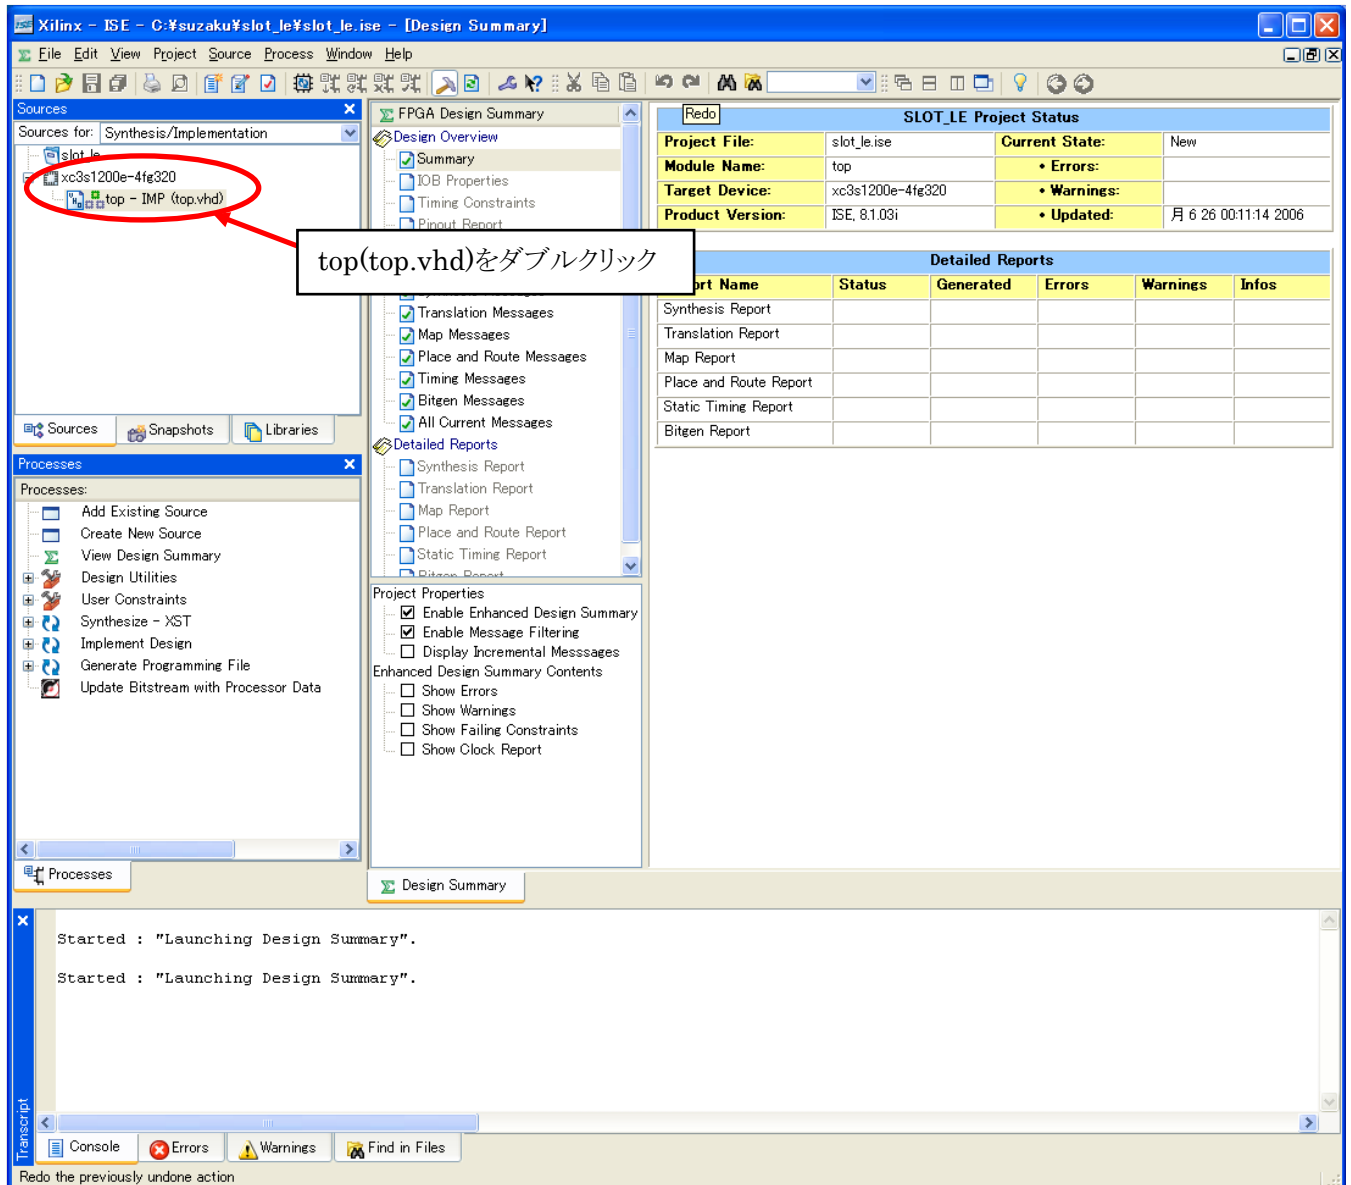 Xilinx - ISE - C:¥suzaku¥slot_le¥slot_le.ise - [Design Summary]
File Edit View Project Source Process Window Help
Sources
Sources for: Synthesis/Implementation
slot_le
xc3s1200e-4fg320
top - IMP (top.vhd)
Sources Snapshots Libraries
Processes
Processes:
Add Existing Source
Create New Source
View Design Summary
Design Utilities
User Constraints
Synthesize - XST
Implement Design
Generate Programming File
Update Bitstream with Processor Data
Processes
top(top.vhd)をダブルクリック
FPGA Design Summary
Design Overview
Summary
IOB Properties
Timing Constraints
Pinout Report
Synthesis Messages
Translation Messages
Map Messages
Place and Route Messages
Timing Messages
Bitgen Messages
All Current Messages
Detailed Reports
Synthesis Report
Translation Report
Map Report
Place and Route Report
Static Timing Report
Bitgen Report
Project Properties
Enable Enhanced Design Summary
Enable Message Filtering
Display Incremental Messsages
Enhanced Design Summary Contents
Show Errors
Show Warnings
Show Failing Constraints
Show Clock Report
Design Summary
Redo
SLOT_LE Project Status
Project File: slot_le.ise Current State: New
Module Name: top • Errors:
Target Device: xc3s1200e-4fg320 • Warnings:
Product Version: ISE, 8.1.03i • Updated: 月 6 26 00:11:14 2006
Detailed Reports
ort Name Status Generated Errors Warnings Infos
Synthesis Report
Translation Report
Map Report
Place and Route Report
Static Timing Report
Bitgen Report
Started : "Launching Design Summary".
Started : "Launching Design Summary".
Transcript
Console Errors Warnings Find in Files
Redo the previously undone action